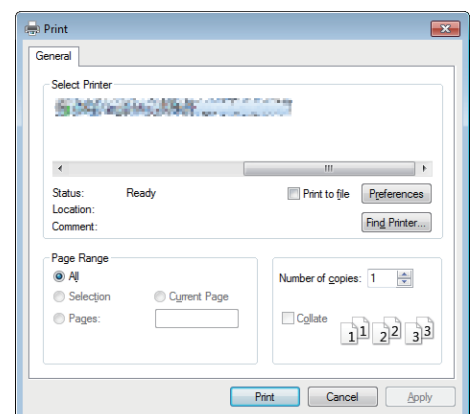 Print
General
Select Printer
Status: Ready
Print to file
Preferences
Location:
Comment:
Find Printer...
Page Range
All
Selection
Current Page
Pages:
Number of copies: 1
Collate
1 1 2 2 3 3
Print
Cancel
Apply